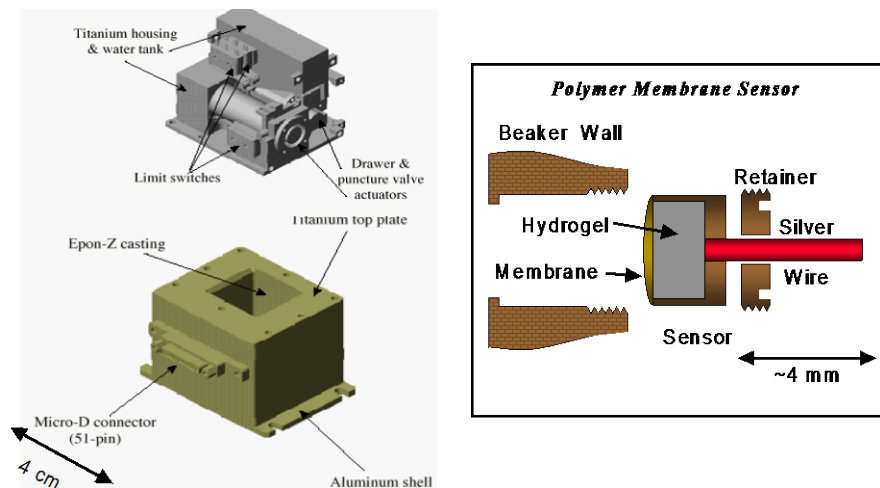 Titanium housing
& water tank
Limit switches
Drawer &
puncture valve
actuators
Titanium top plate
Epon-Z casting
Micro-D connector
(51-pin)
4 cm
Aluminum shell
Polymer Membrane Sensor
Beaker Wall
Retainer
Hydrogel
Silver
Membrane
Wire
Sensor
~4 mm